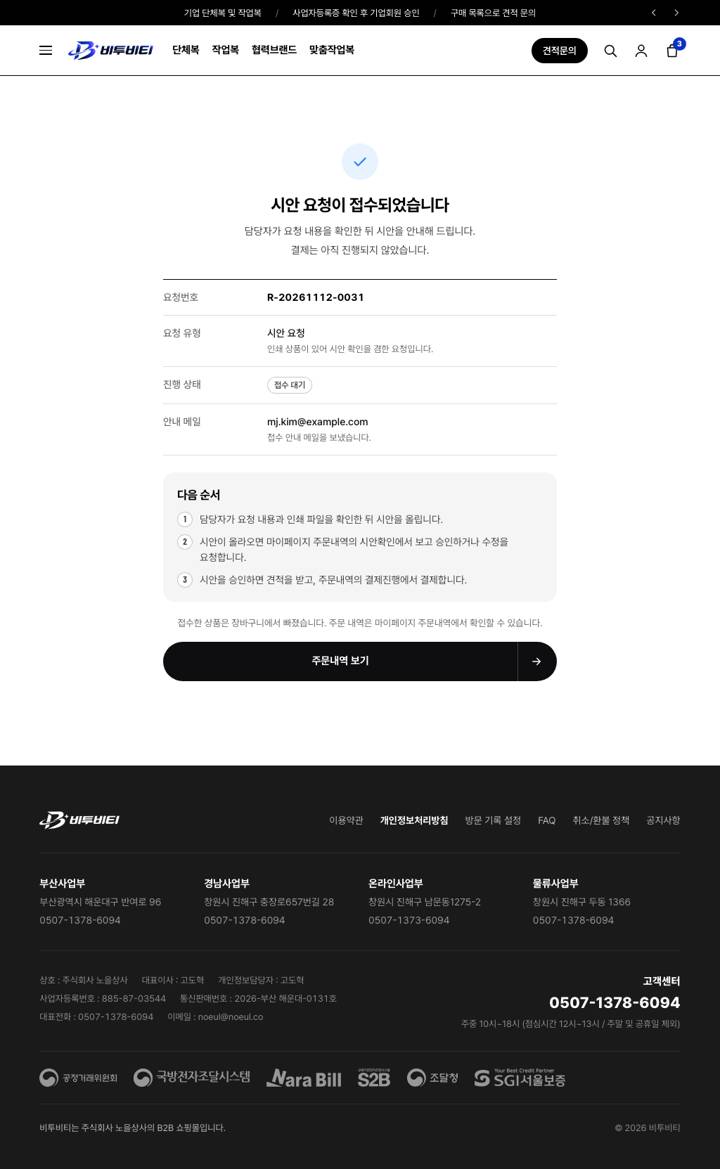 기업 단체복 및 작업복 / 사업자등록증 확인 후 기업회원 승인 / 구매 목록으로 견적 문의
비투비티 단체복 작업복 협력브랜드 맞춤작업복 견적문의 3
시안 요청이 접수되었습니다
담당자가 요청 내용을 확인한 뒤 시안을 안내해 드립니다.
결제는 아직 진행되지 않았습니다.
요청번호 R-20261112-0031
요청 유형 시안 요청
인쇄 상품이 있어 시안 확인을 겸한 요청입니다.
진행 상태 접수 대기
안내 메일 mj.kim@example.com
접수 안내 메일을 보냈습니다.
다음 순서
1 담당자가 요청 내용과 인쇄 파일을 확인한 뒤 시안을 올립니다.
2 시안이 올라오면 마이페이지 주문내역의 시안확인에서 보고 승인하거나 수정을
요청합니다.
3 시안을 승인하면 견적을 받고, 주문내역의 결제진행에서 결제합니다.
접수한 상품은 장바구니에서 빠졌습니다. 주문 내역은 마이페이지 주문내역에서 확인할 수 있습니다.
주문내역 보기
비투비티 이용약관 개인정보처리방침 방문 기록 설정 FAQ 취소/환불 정책 공지사항
부산사업부 경남사업부 온라인사업부 물류사업부
부산광역시 해운대구 반여로 96 창원시 진해구 충장로657번길 28 창원시 진해구 남문동1275-2 창원시 진해구 두동 1366
0507-1378-6094 0507-1378-6094 0507-1373-6094 0507-1378-6094
상호 : 주식회사 노을상사 대표이사 : 고도혁 개인정보담당자 : 고도혁
사업자등록번호 : 885-87-03544 통신판매번호 : 2026-부산 해운대-0131호
대표전화 : 0507-1378-6094 이메일 : noeul@noeul.co
고객센터
0507-1378-6094
주중 10시~18시 (점심시간 12시~13시 / 주말 및 공휴일 제외)
공정거래위원회 국방전자조달시스템 Nara Bill S2B 조달청 Your Best Credit Partner SGI서울보증
비투비티는 주식회사 노을상사의 B2B 쇼핑몰입니다. © 2026 비투비티